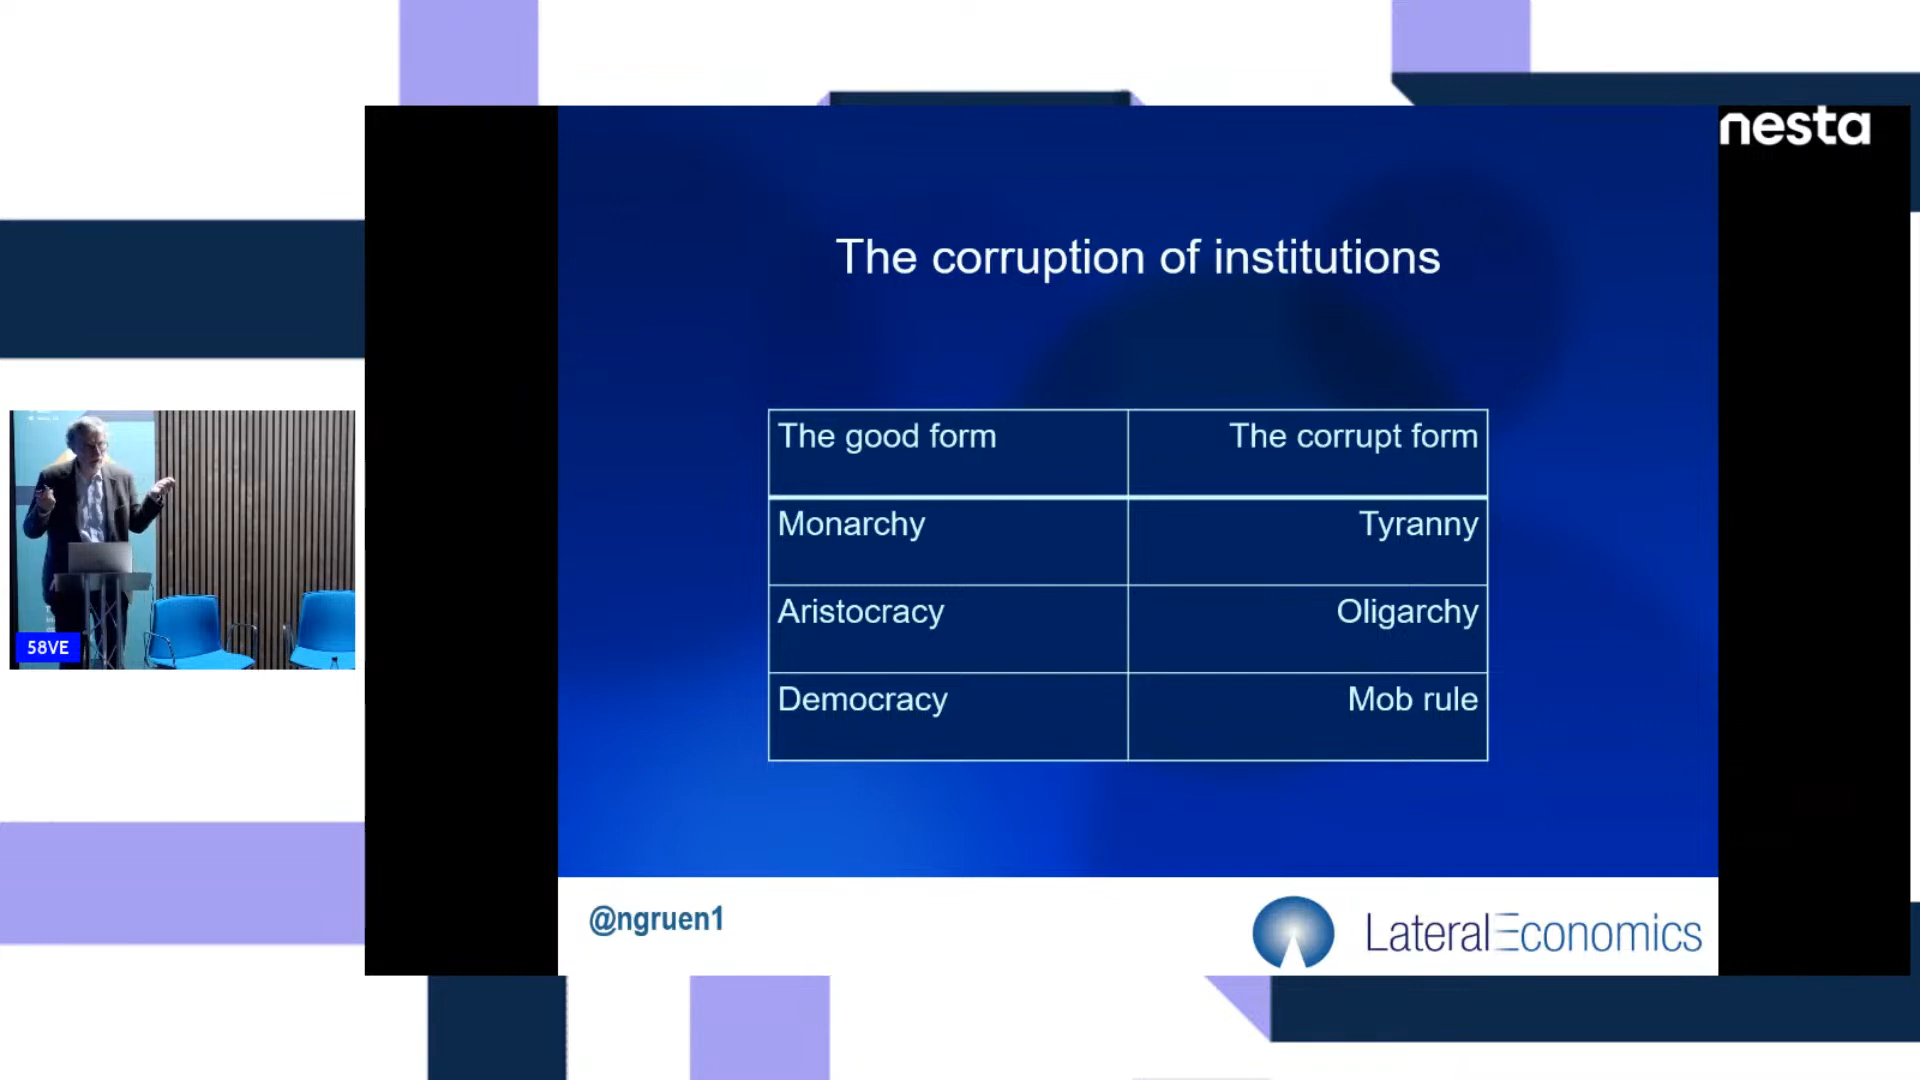 nesta
The corruption of institutions
The good form The corrupt form
Monarchy Tyranny
Aristocracy Oligarchy
Democracy Mob rule
58VE
@ngruen1
LateralEconomics